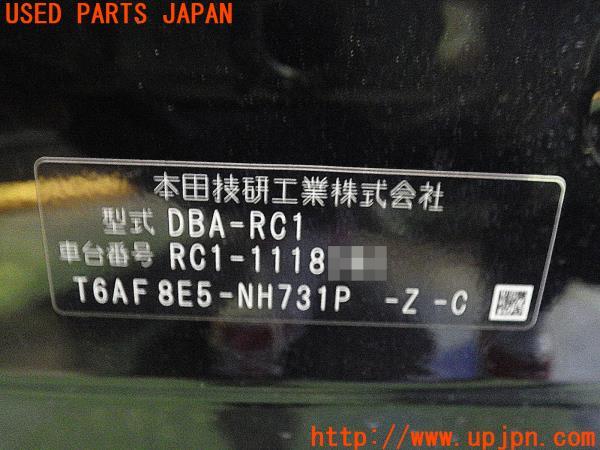 USED PARTS JAPAN
本田技研工業株式会社
型式 DBA-RC1
車台番号 RC1-1118
T6AF 8E5-NH731P -Z -C
http://www.upjpn.com